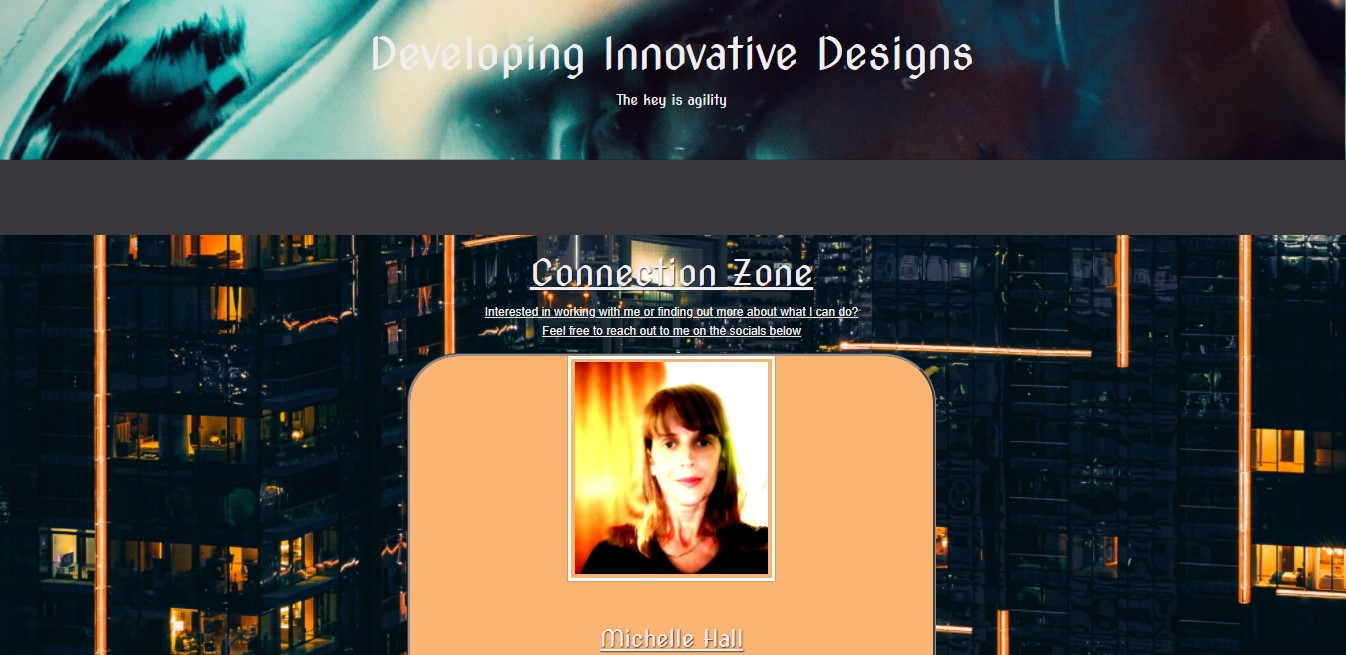 Developing Innovative Designs
The key is agility
Connection Zone
Interested in working with me or finding out more about what I can do?
Feel free to reach out to me on the socials below
Michelle Hall